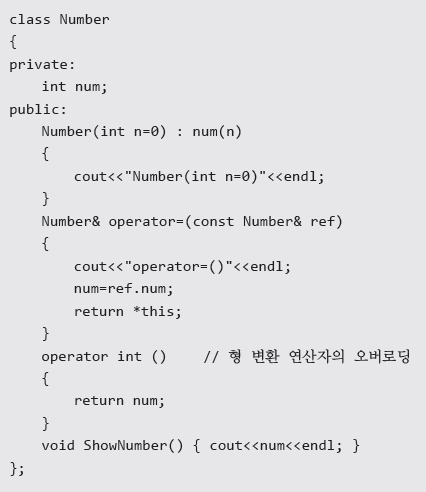 class Number
{
private:
    int num;
public:
    Number(int n=0) : num(n)
    {
        cout<<"Number(int n=0)"<<endl;
    }
    Number& operator=(const Number& ref)
    {
        cout<<"operator=()"<<endl;
        num=ref.num;
        return *this;
    }
    operator int ()    // 형 변환 연산자의 오버로딩
    {
        return num;
    }
    void ShowNumber() { cout<<num<<endl; }
};